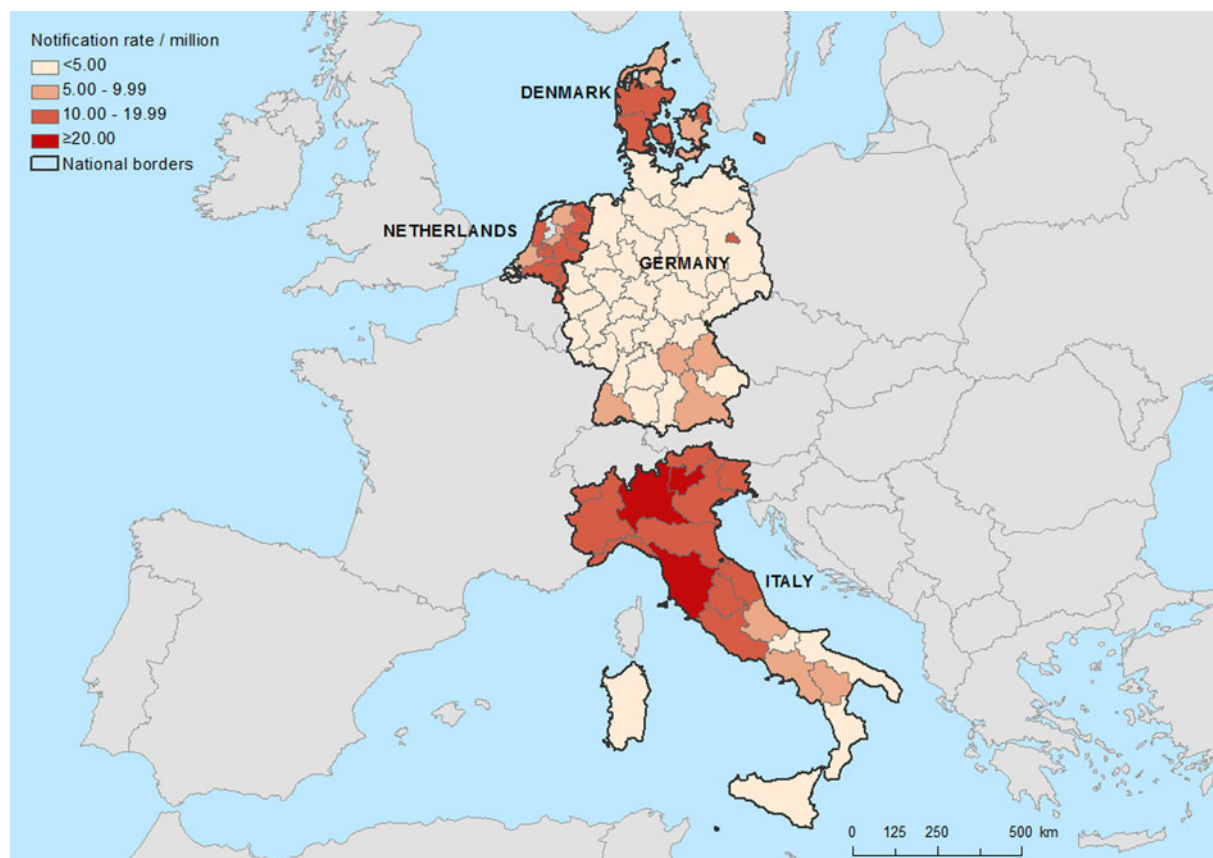 Notification rate / million
<5.00
5.00 - 9.99
10.00 - 19.99
≥20.00
National borders
DENMARK
NETHERLANDS
GERMANY
ITALY
0 125 250 500 km